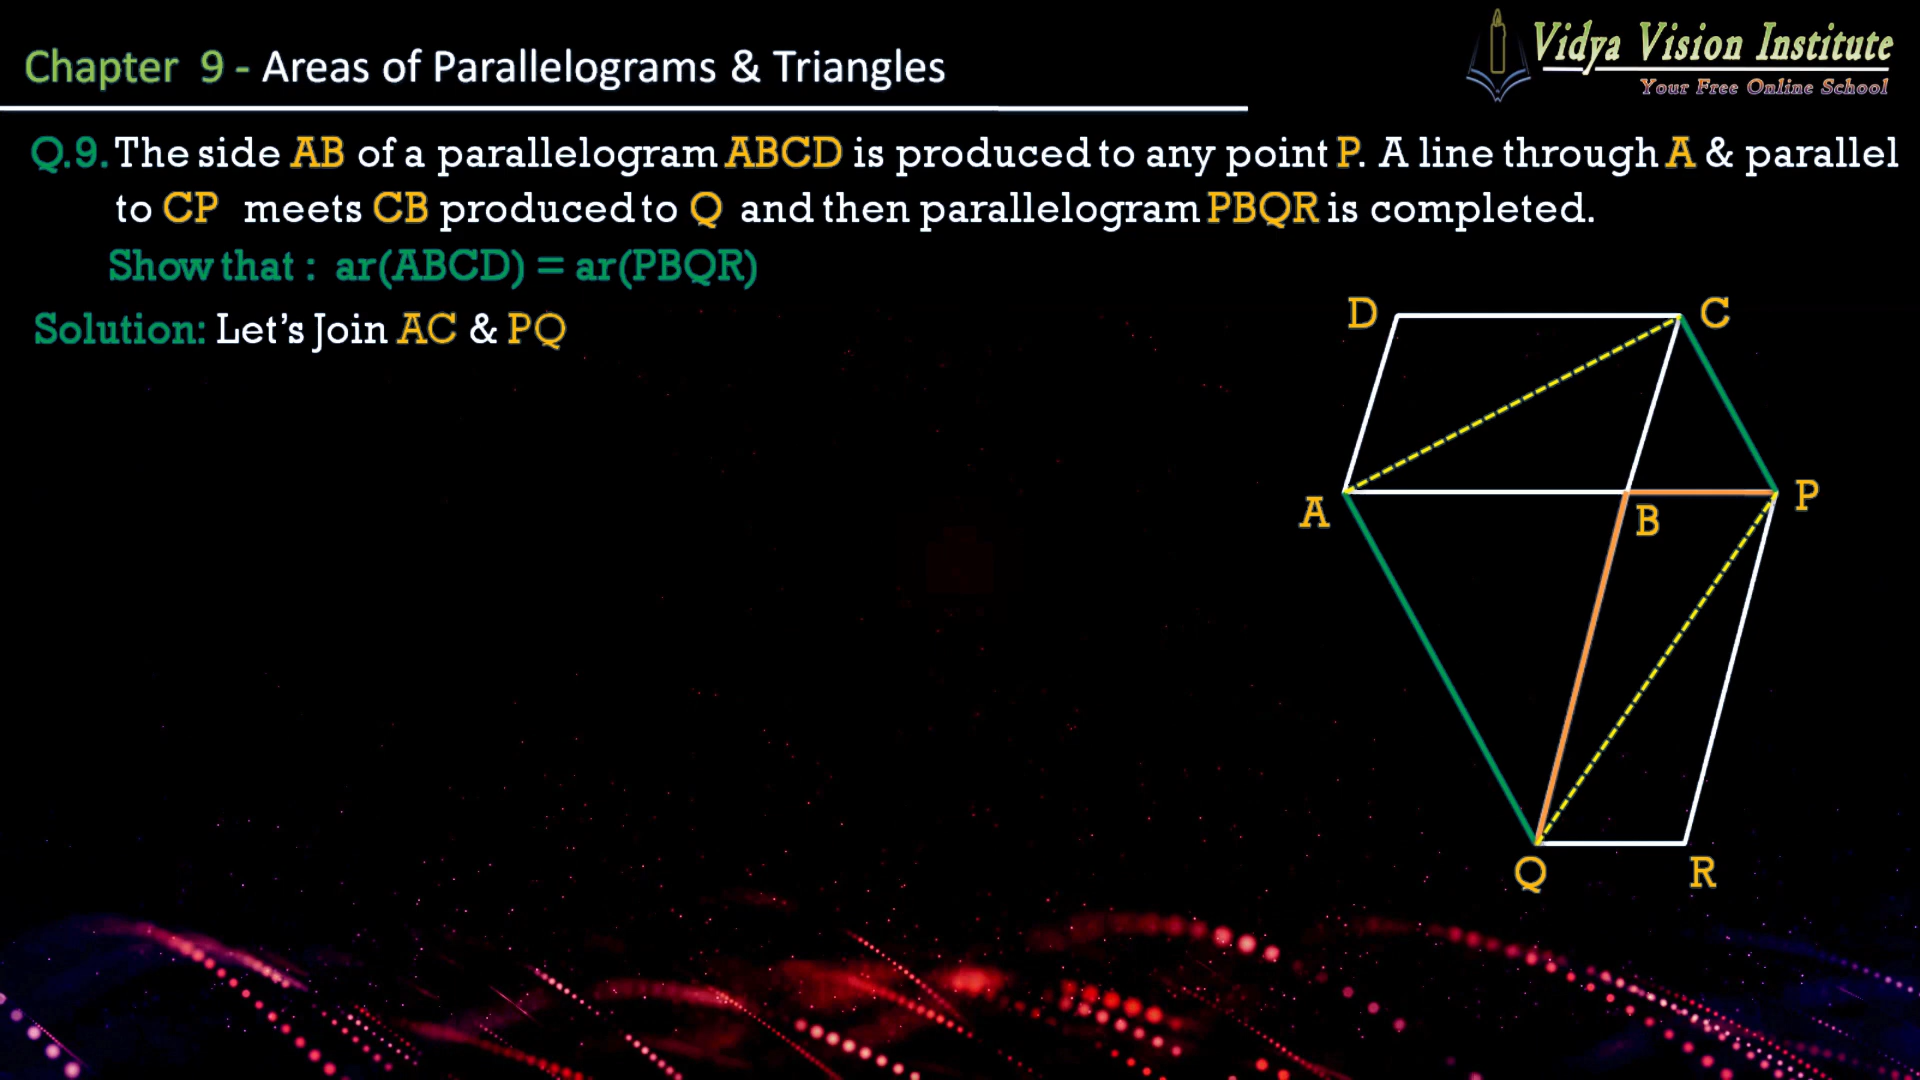 Chapter 9 - Areas of Parallelograms & Triangles
Vidya Vision Institute
Your Free Online School
Q.9. The side AB of a parallelogram ABCD is produced to any point P. A line through A & parallel
to CP meets CB produced to Q and then parallelogram PBQR is completed.
Show that : ar(ABCD) = ar(PBQR)
Solution: Let's Join AC & PQ
D
C
A
B
P
Q
R